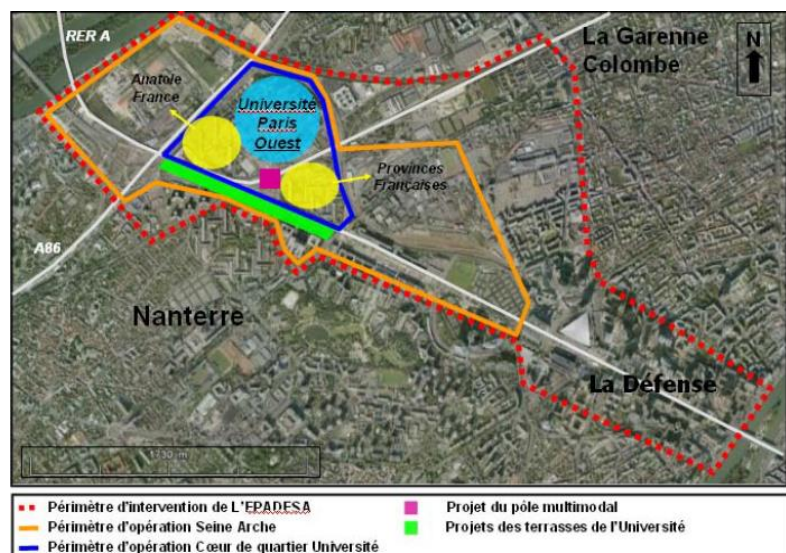 RER A
La Garenne
Colombe
N
Anatole
France
Université
Paris
Ouest
Provinces
Françaises
A86
Nanterre
La Défense
1730 m
Périmètre d'intervention de L'EPADESA
Projet du pôle multimodal
Périmètre d'opération Seine Arche
Projets des terrasses de l'Université
Périmètre d'opération Cœur de quartier Université